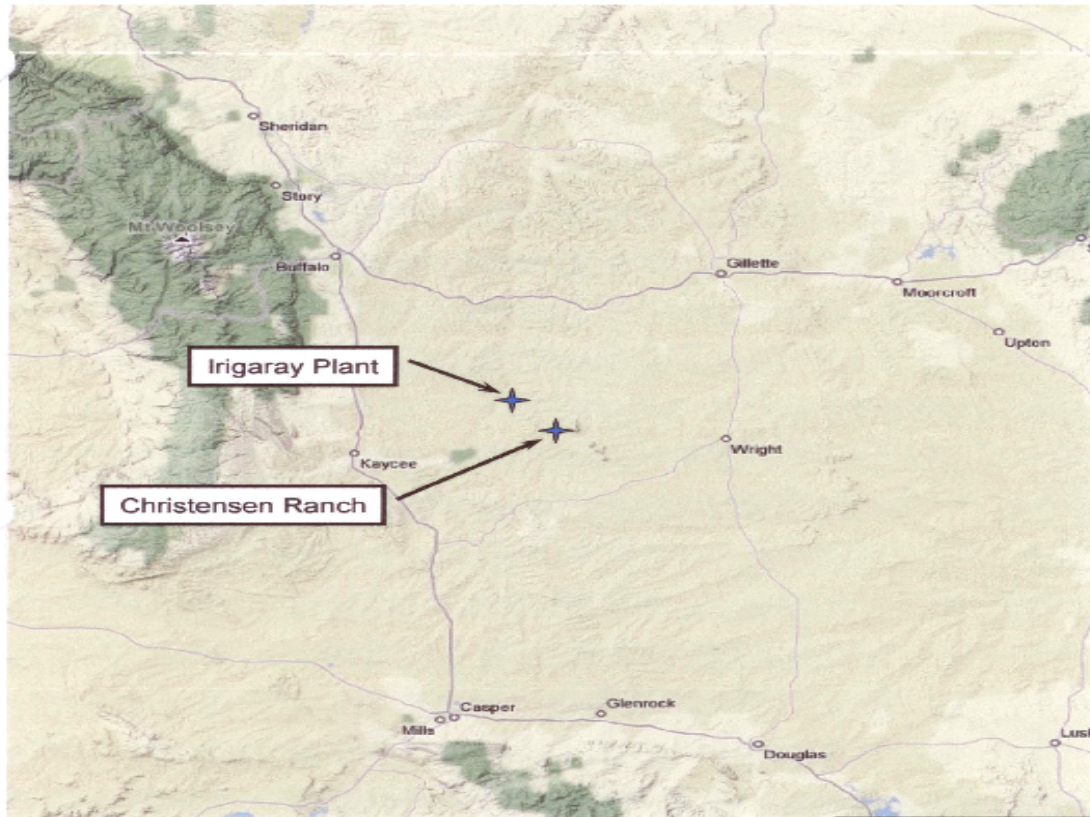 Sheridan
Story
Mt Woolsey
Buffalo
Gillette
Moorcroft
Upton
Irigaray Plant
Wright
Kaycee
Christensen Ranch
Glenrock
Casper
Mills
Douglas